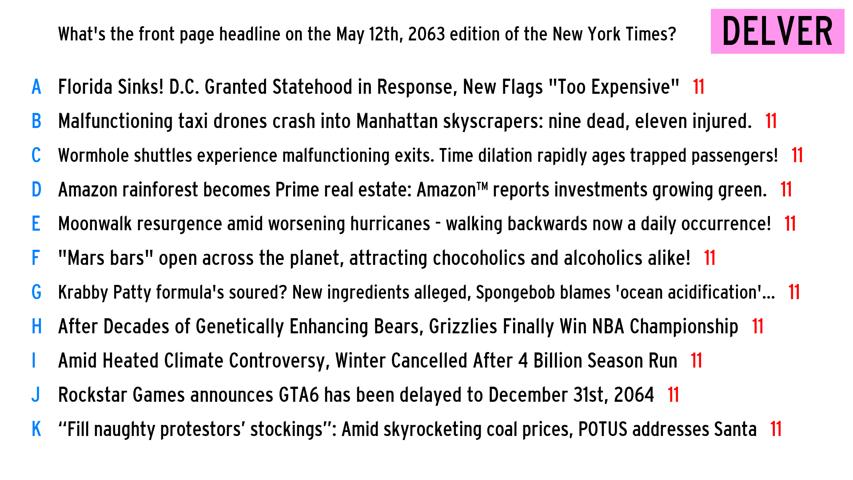 What's the front page headline on the May 12th, 2063 edition of the New York Times? DELVER
A Florida Sinks! D.C. Granted Statehood in Response, New Flags "Too Expensive" 11
B Malfunctioning taxi drones crash into Manhattan skyscrapers: nine dead, eleven injured. 11
C Wormhole shuttles experience malfunctioning exits. Time dilation rapidly ages trapped passengers! 11
D Amazon rainforest becomes Prime real estate: Amazon™ reports investments growing green. 11
E Moonwalk resurgence amid worsening hurricanes - walking backwards now a daily occurrence! 11
F "Mars bars" open across the planet, attracting chocoholics and alcoholics alike! 11
G Krabby Patty formula's soured? New ingredients alleged, Spongebob blames 'ocean acidification'... 11
H After Decades of Genetically Enhancing Bears, Grizzlies Finally Win NBA Championship 11
I Amid Heated Climate Controversy, Winter Cancelled After 4 Billion Season Run 11
J Rockstar Games announces GTA6 has been delayed to December 31st, 2064 11
K “Fill naughty protestors’ stockings”: Amid skyrocketing coal prices, POTUS addresses Santa 11